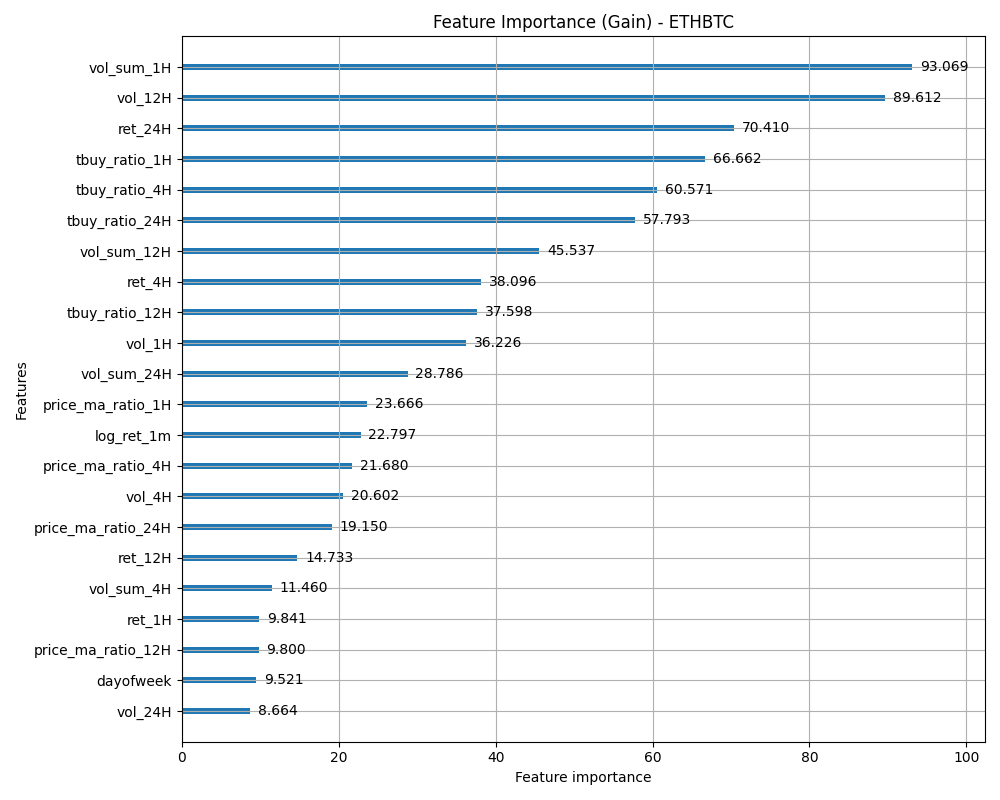 Feature Importance (Gain) - ETHBTC
vol_sum_1H 93.069
vol_12H 89.612
ret_24H 70.410
tbuy_ratio_1H 66.662
tbuy_ratio_4H 60.571
tbuy_ratio_24H 57.793
vol_sum_12H 45.537
ret_4H 38.096
tbuy_ratio_12H 37.598
vol_1H 36.226
vol_sum_24H 28.786
price_ma_ratio_1H 23.666
log_ret_1m 22.797
price_ma_ratio_4H 21.680
vol_4H 20.602
price_ma_ratio_24H 19.150
ret_12H 14.733
vol_sum_4H 11.460
ret_1H 9.841
price_ma_ratio_12H 9.800
dayofweek 9.521
vol_24H 8.664
Features
0 20 40 60 80 100
Feature importance